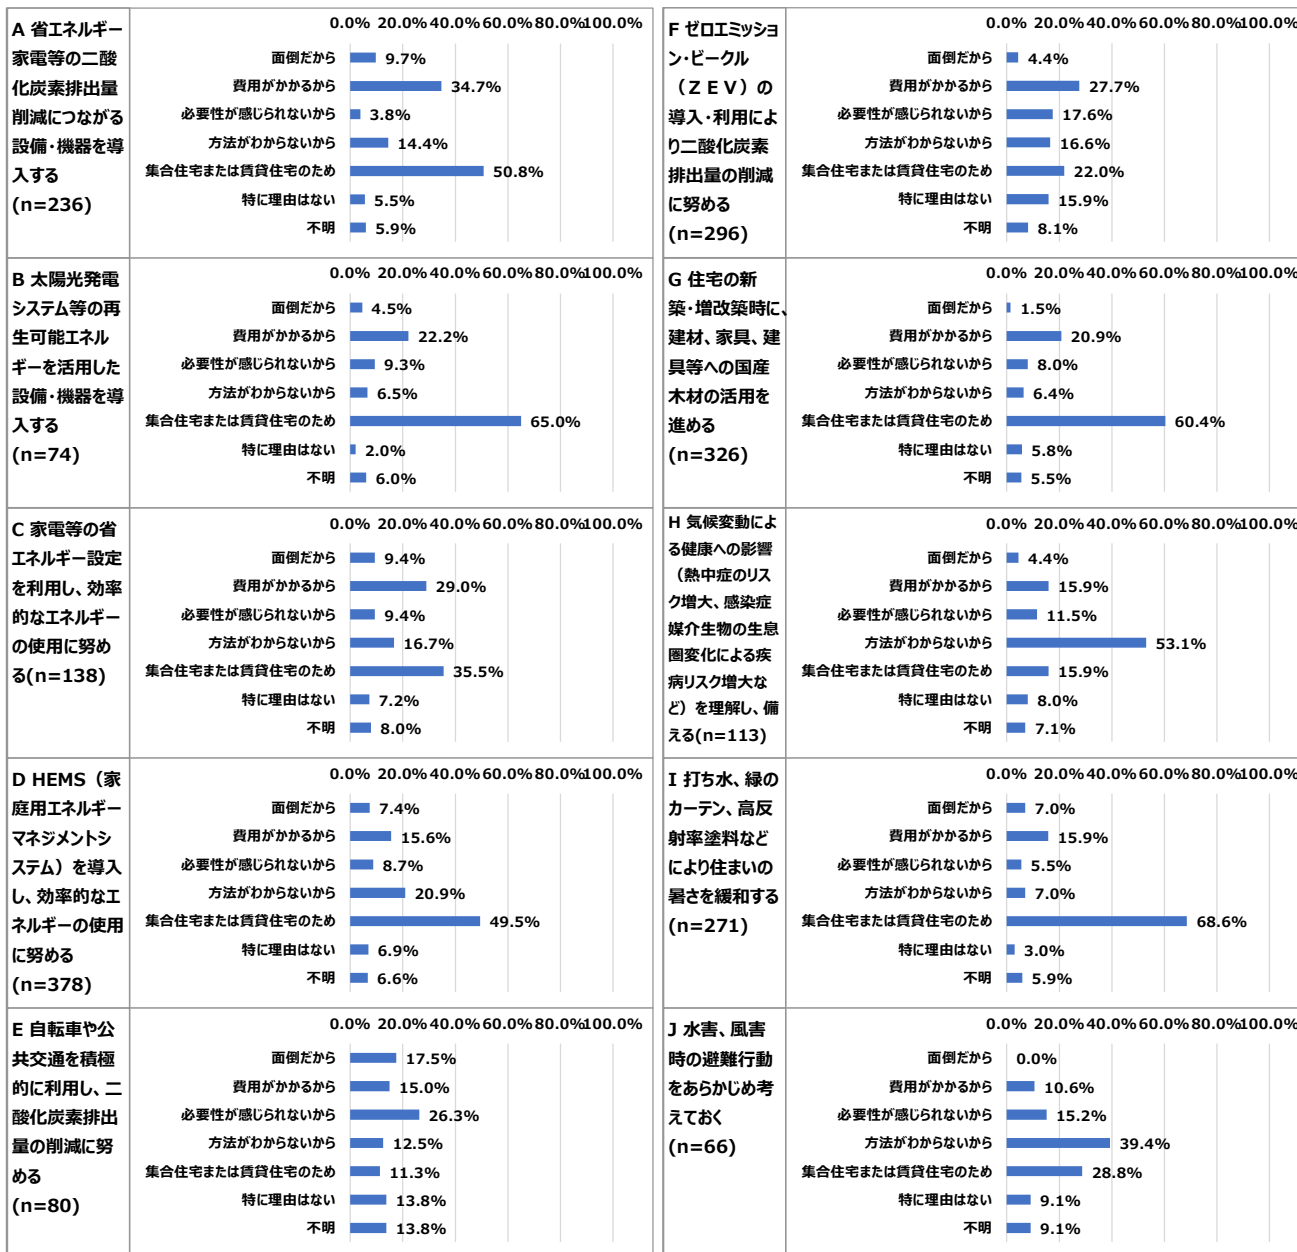 A 省エネルギー
家電等の二酸
化炭素排出量
削減につながる
設備・機器を導
入する
(n=236)
0.0% 20.0% 40.0% 60.0% 80.0% 100.0%
面倒だから 9.7%
費用がかかるから 34.7%
必要性が感じられないから 3.8%
方法がわからないから 14.4%
集合住宅または賃貸住宅のため 50.8%
特に理由はない 5.5%
不明 5.9%
B 太陽光発電
システム等の再
生可能エネル
ギーを活用した
設備・機器を導
入する
(n=74)
0.0% 20.0% 40.0% 60.0% 80.0% 100.0%
面倒だから 4.5%
費用がかかるから 22.2%
必要性が感じられないから 9.3%
方法がわからないから 6.5%
集合住宅または賃貸住宅のため 65.0%
特に理由はない 2.0%
不明 6.0%
C 家電等の省
エネルギー設定
を利用し、効率
的なエネルギー
の使用に努め
る(n=138)
0.0% 20.0% 40.0% 60.0% 80.0% 100.0%
面倒だから 9.4%
費用がかかるから 29.0%
必要性が感じられないから 9.4%
方法がわからないから 16.7%
集合住宅または賃貸住宅のため 35.5%
特に理由はない 7.2%
不明 8.0%
D HEMS（家
庭用エネルギー
マネジメントシ
ステム）を導入
し、効率的なエ
ネルギーの使用
に努める
(n=378)
0.0% 20.0% 40.0% 60.0% 80.0% 100.0%
面倒だから 7.4%
費用がかかるから 15.6%
必要性が感じられないから 8.7%
方法がわからないから 20.9%
集合住宅または賃貸住宅のため 49.5%
特に理由はない 6.9%
不明 6.6%
E 自転車や公
共交通を積極
的に利用し、二
酸化炭素排出
量の削減に努
める
(n=80)
0.0% 20.0% 40.0% 60.0% 80.0% 100.0%
面倒だから 17.5%
費用がかかるから 15.0%
必要性が感じられないから 26.3%
方法がわからないから 12.5%
集合住宅または賃貸住宅のため 11.3%
特に理由はない 13.8%
不明 13.8%
F ゼロエミッショ
ン・ビークル
（ＺＥＶ）の
導入・利用によ
り二酸化炭素
排出量の削減
に努める
(n=296)
0.0% 20.0% 40.0% 60.0% 80.0% 100.0%
面倒だから 4.4%
費用がかかるから 27.7%
必要性が感じられないから 17.6%
方法がわからないから 16.6%
集合住宅または賃貸住宅のため 22.0%
特に理由はない 15.9%
不明 8.1%
G 住宅の新
築・増改築時に、
建材、家具、建
具等への国産
木材の活用を
進める
(n=326)
0.0% 20.0% 40.0% 60.0% 80.0% 100.0%
面倒だから 1.5%
費用がかかるから 20.9%
必要性が感じられないから 8.0%
方法がわからないから 6.4%
集合住宅または賃貸住宅のため 60.4%
特に理由はない 5.8%
不明 5.5%
H 気候変動によ
る健康への影響
（熱中症のリス
ク増大、感染症
媒介生物の生息
圏変化による疾
病リスク増大な
ど）を理解し、備
える(n=113)
0.0% 20.0% 40.0% 60.0% 80.0% 100.0%
面倒だから 4.4%
費用がかかるから 15.9%
必要性が感じられないから 11.5%
方法がわからないから 53.1%
集合住宅または賃貸住宅のため 15.9%
特に理由はない 8.0%
不明 7.1%
I 打ち水、緑の
カーテン、高反
射率塗料など
により住まいの
暑さを緩和する
(n=271)
0.0% 20.0% 40.0% 60.0% 80.0% 100.0%
面倒だから 7.0%
費用がかかるから 15.9%
必要性が感じられないから 5.5%
方法がわからないから 7.0%
集合住宅または賃貸住宅のため 68.6%
特に理由はない 3.0%
不明 5.9%
J 水害、風害
時の避難行動
をあらかじめ考
えておく
(n=66)
0.0% 20.0% 40.0% 60.0% 80.0% 100.0%
面倒だから 0.0%
費用がかかるから 10.6%
必要性が感じられないから 15.2%
方法がわからないから 39.4%
集合住宅または賃貸住宅のため 28.8%
特に理由はない 9.1%
不明 9.1%